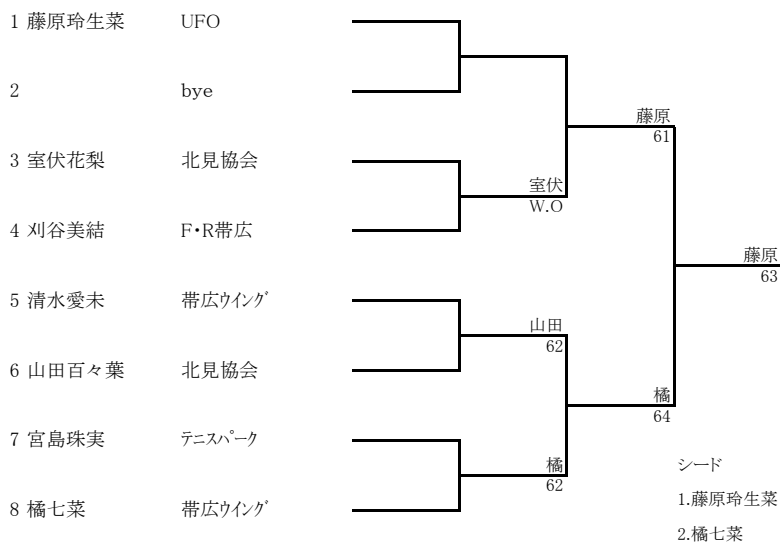 1 藤原玲生菜 UFO
2 bye
藤原
61
3 室伏花梨 北見協会
室伏
W.O
4 刈谷美結 F・R帯広
藤原
63
5 清水愛未 帯広ウイング
山田
62
6 山田百々葉 北見協会
橘
64
7 宮島珠実 テニスパーク
橘
62
8 橘七菜 帯広ウイング
シード
1.藤原玲生菜
2.橘七菜